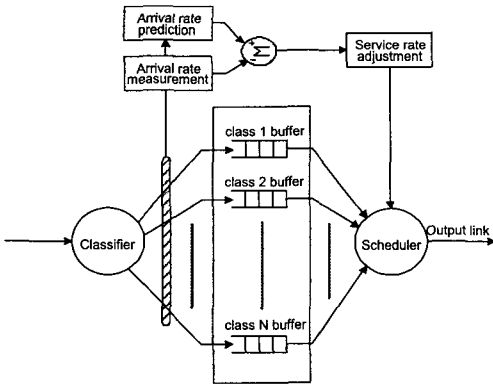 Arrival rate
prediction
Arrival rate
measurement
+
Σ
-
Service rate
adjustment
class 1 buffer
class 2 buffer
Classifier
Scheduler
Output link
class N buffer